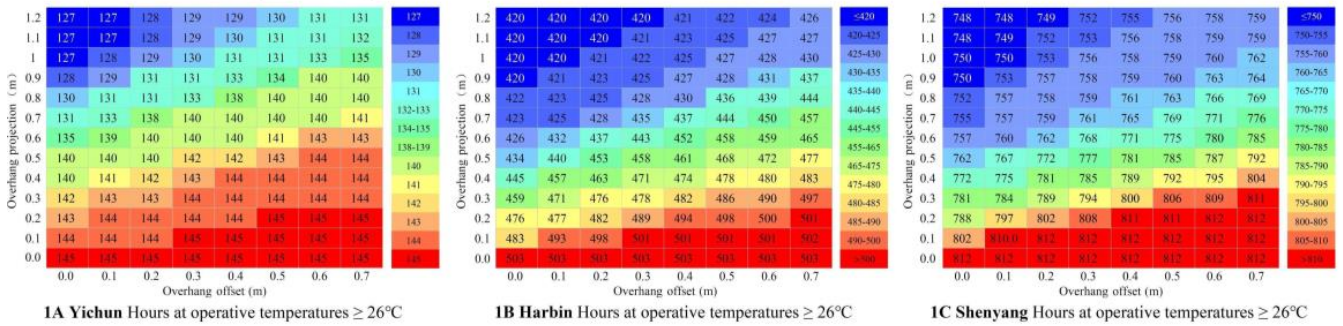 1.2 127 127 128 129 129 130 131 131 127
1.1 127 127 128 129 130 131 131 132 128
1 127 128 129 130 131 131 133 135 129
0.9 128 129 131 131 133 134 140 140 130
0.8 130 131 131 133 138 140 140 140 131
0.7 131 133 138 140 140 140 140 141 132-133
0.6 135 139 140 140 140 141 143 143 134-135
138-139
0.5 140 140 140 142 142 143 144 144 140
0.4 140 141 142 143 144 144 144 144 141
0.3 142 143 143 144 144 144 144 144 142
0.2 143 144 144 144 144 145 145 145 143
0.1 144 144 144 145 145 145 145 145 144
0.0 145 145 145 145 145 145 145 145 145
0.0 0.1 0.2 0.3 0.4 0.5 0.6 0.7
Overhang projection (m)
Overhang offset (m)
1A Yichun Hours at operative temperatures ≥ 26℃
1.2 420 420 420 420 421 422 424 426 ≤420
1.1 420 420 420 421 423 425 427 427 420-425
1 420 420 420 422 425 427 428 430 425-430
0.9 420 421 423 425 427 428 431 437 430-435
0.8 422 423 425 428 430 436 439 444 435-440
0.7 423 425 428 435 437 444 450 457 440-445
0.6 426 432 437 443 452 458 459 465 445-455
455-465
0.5 434 440 453 458 461 468 472 477 465-475
0.4 445 457 463 471 474 478 480 483 475-480
0.3 459 471 476 478 482 486 490 497 480-485
0.2 476 477 482 489 494 498 500 501 485-490
0.1 483 493 498 501 501 501 501 502 490-500
0.0 503 503 503 503 503 503 503 503 >500
0.0 0.1 0.2 0.3 0.4 0.5 0.6 0.7
Overhang projection (m)
Overhang offset (m)
1B Harbin Hours at operative temperatures ≥ 26℃
1.2 748 748 749 752 755 756 758 759 ≤750
1.1 748 749 752 753 756 758 759 759 750-755
1.0 750 750 753 756 758 759 760 762 755-760
0.9 750 753 757 758 759 760 763 764 760-765
0.8 752 757 758 759 761 763 766 769 765-770
0.7 755 757 759 761 765 769 771 776 770-775
0.6 757 760 762 768 771 775 780 785 775-780
780-785
0.5 762 767 772 777 781 785 787 792 785-790
0.4 772 775 781 785 789 792 795 804 790-795
0.3 781 784 789 794 800 806 809 811 795-800
0.2 788 797 802 808 811 811 812 812 800-805
0.1 802 810.0 812 812 812 812 812 812 805-810
0.0 812 812 812 812 812 812 812 812 >810
0.0 0.1 0.2 0.3 0.4 0.5 0.6 0.7
Overhang projection (m)
Overhang offset (m)
1C Shenyang Hours at operative temperatures ≥ 26℃